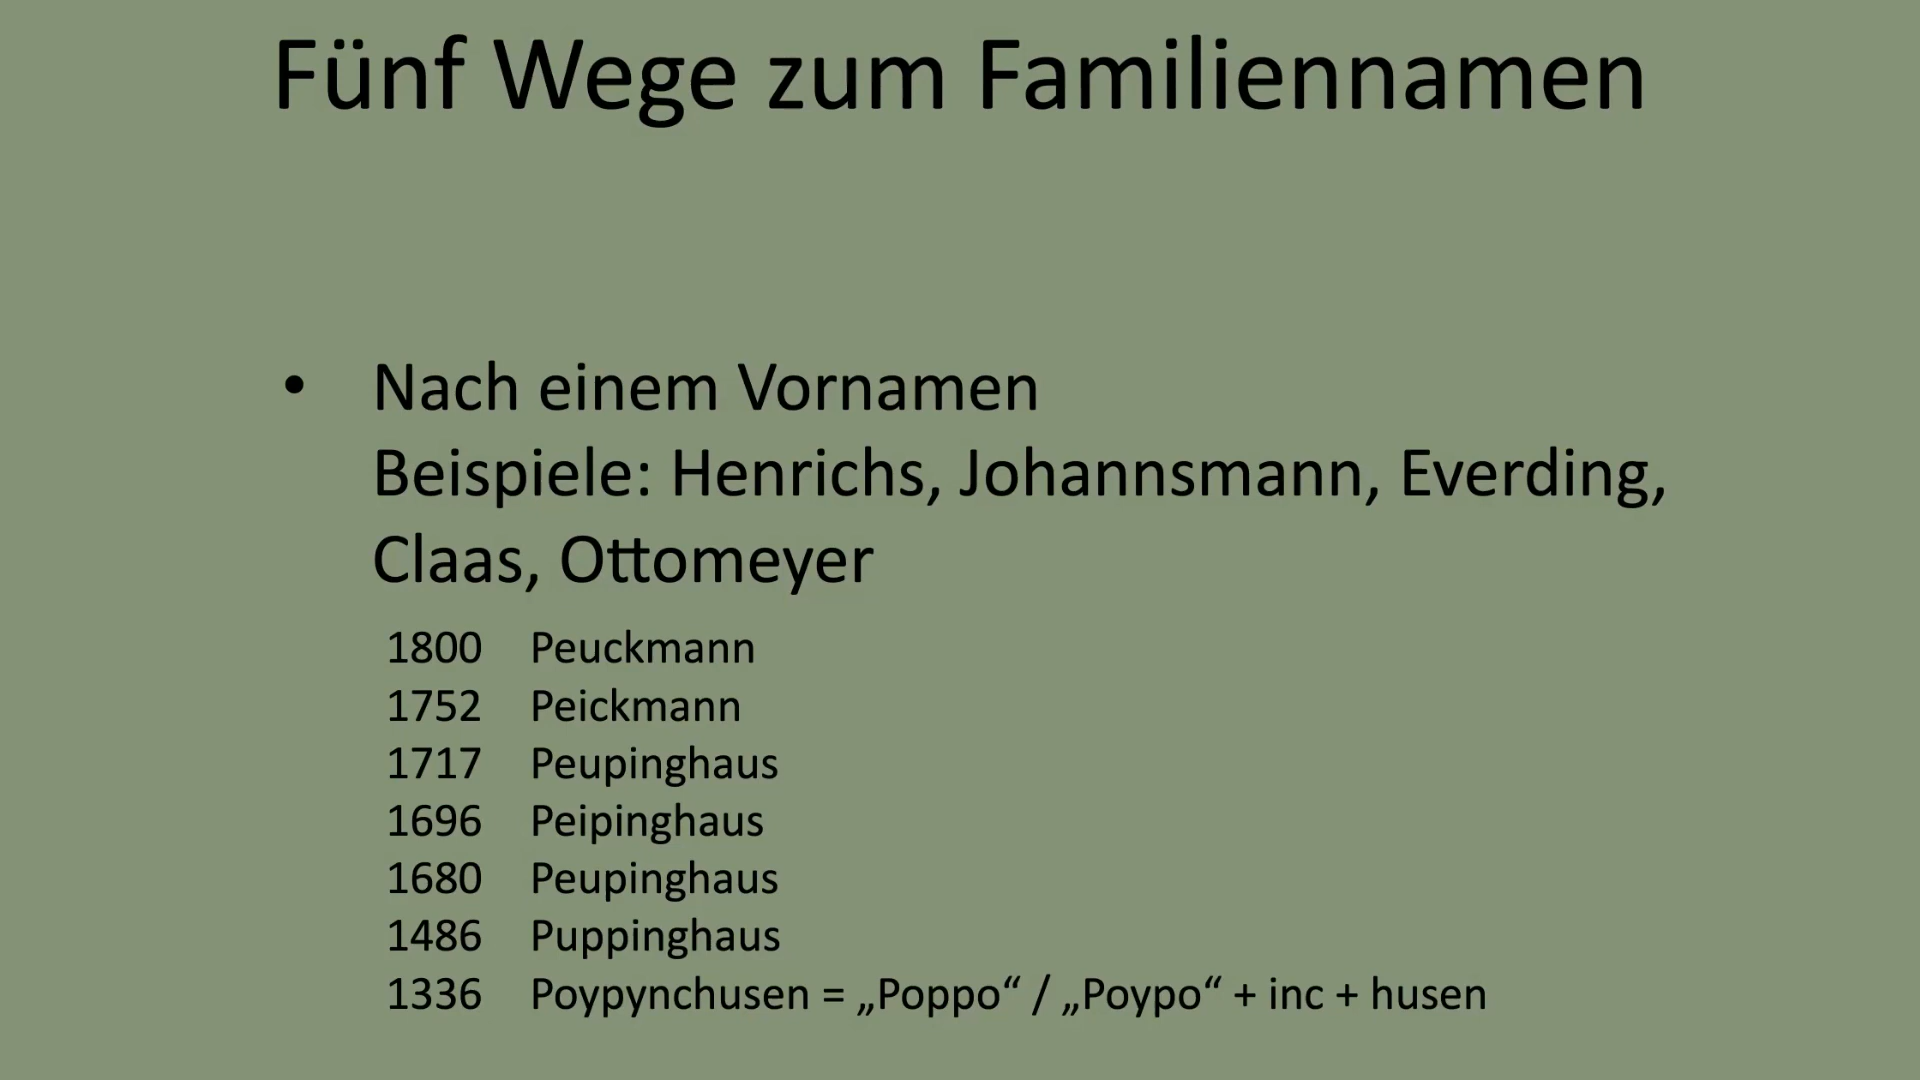 Fünf Wege zum Familiennamen
• Nach einem Vornamen
Beispiele: Henrichs, Johannsmann, Everding,
Claas, Ottomeyer
1800 Peuckmann
1752 Peickmann
1717 Peupinghaus
1696 Peipinghaus
1680 Peupinghaus
1486 Puppinghaus
1336 Poypynchusen = „Poppo“ / „Poypo“ + inc + husen